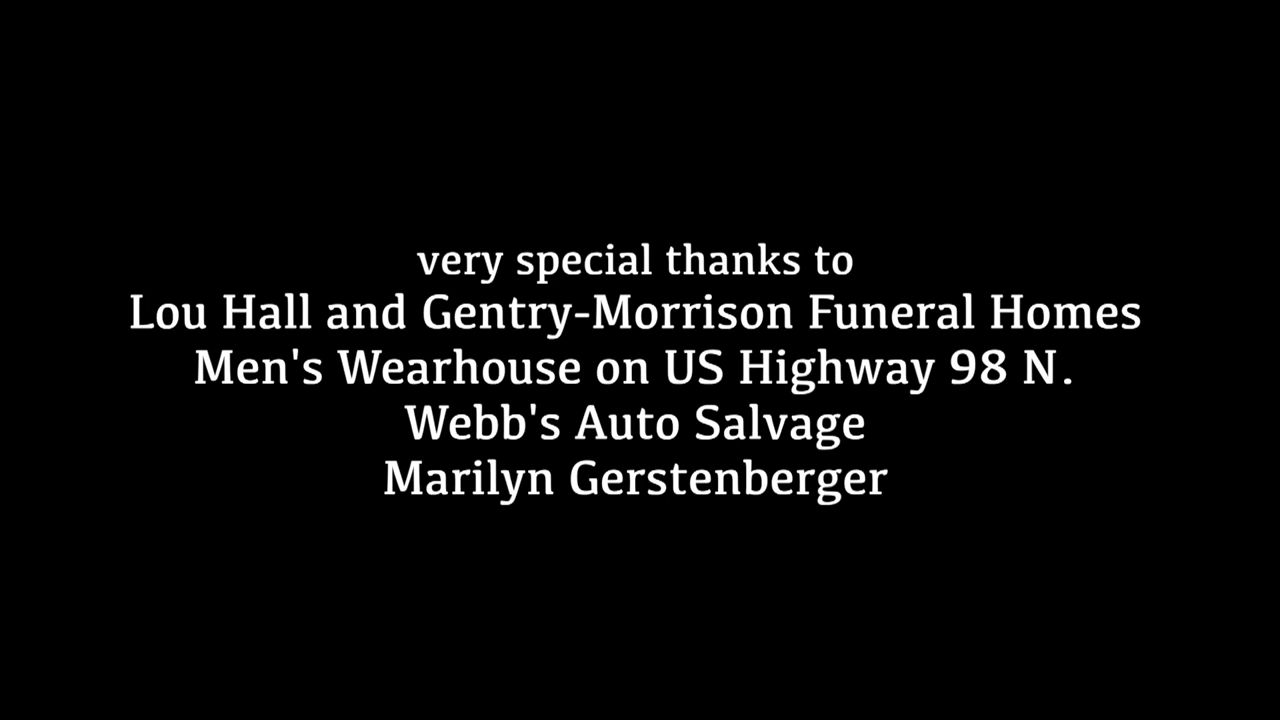 very special thanks to
Lou Hall and Gentry-Morrison Funeral Homes
Men's Wearhouse on US Highway 98 N.
Webb's Auto Salvage
Marilyn Gerstenberger